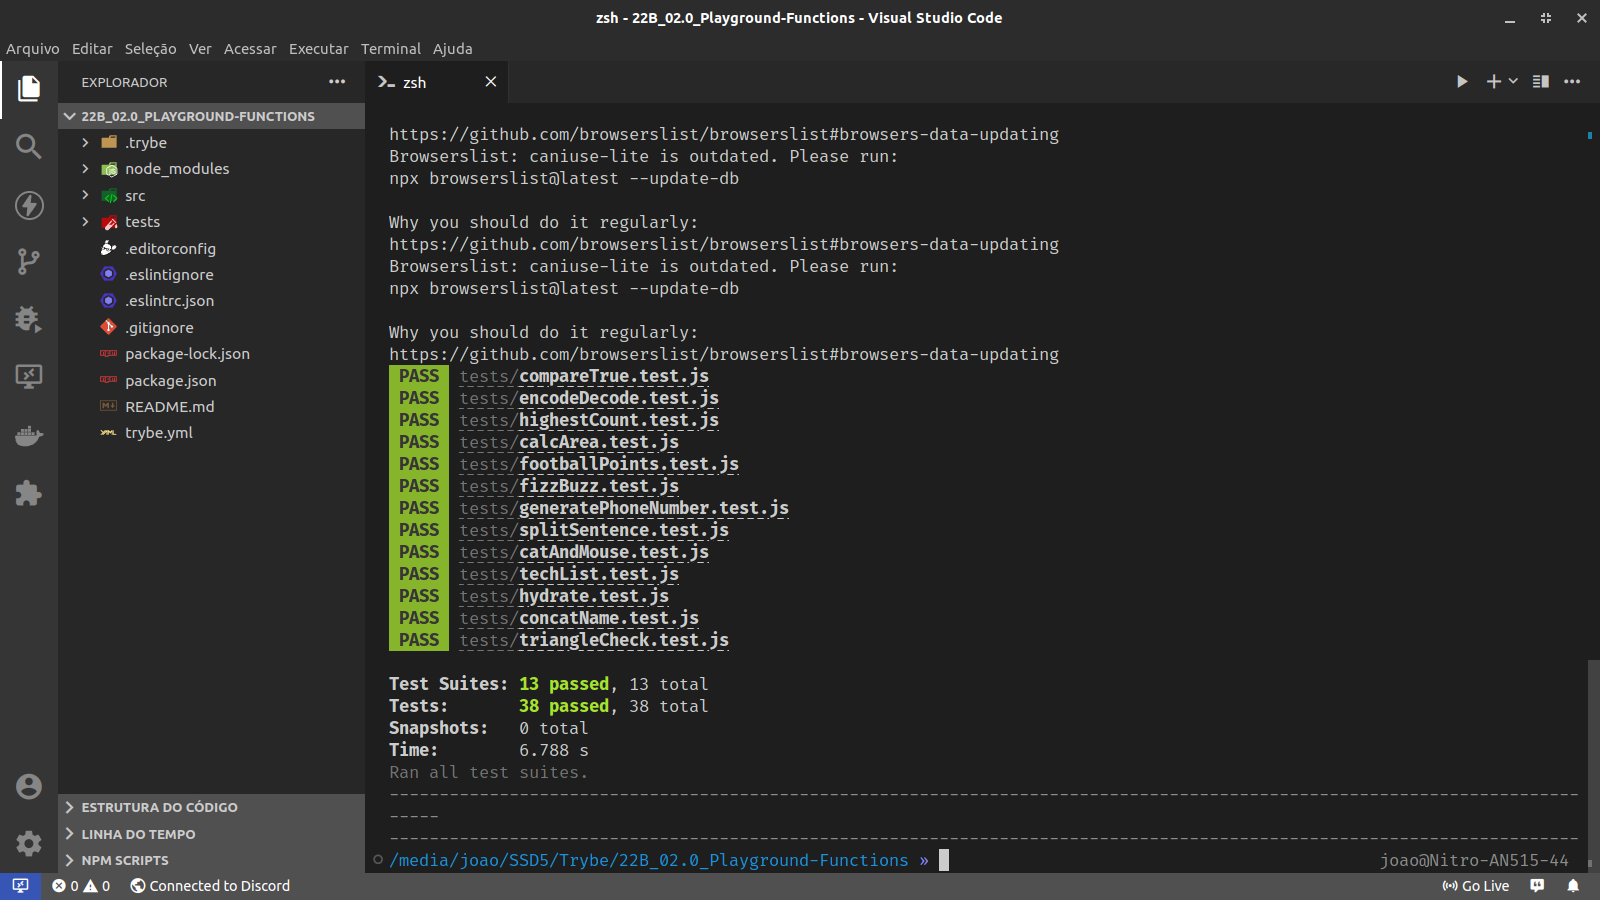 zsh - 22B_02.0_Playground-Functions - Visual Studio Code
Arquivo Editar Seleção Ver Acessar Executar Terminal Ajuda
EXPLORADOR
22B_02.0_PLAYGROUND-FUNCTIONS
.trybe
node_modules
src
tests
.editorconfig
.eslintignore
.eslintrc.json
.gitignore
package-lock.json
package.json
README.md
trybe.yml
ESTRUTURA DO CÓDIGO
LINHA DO TEMPO
NPM SCRIPTS
zsh
https://github.com/browserslist/browserslist#browsers-data-updating
Browserslist: caniuse-lite is outdated. Please run:
npx browserslist@latest --update-db
Why you should do it regularly:
https://github.com/browserslist/browserslist#browsers-data-updating
Browserslist: caniuse-lite is outdated. Please run:
npx browserslist@latest --update-db
Why you should do it regularly:
https://github.com/browserslist/browserslist#browsers-data-updating
PASS tests/compareTrue.test.js
PASS tests/encodeDecode.test.js
PASS tests/highestCount.test.js
PASS tests/calcArea.test.js
PASS tests/footballPoints.test.js
PASS tests/fizzBuzz.test.js
PASS tests/generatePhoneNumber.test.js
PASS tests/splitSentence.test.js
PASS tests/catAndMouse.test.js
PASS tests/techList.test.js
PASS tests/hydrate.test.js
PASS tests/concatName.test.js
PASS tests/triangleCheck.test.js
Test Suites: 13 passed, 13 total
Tests: 38 passed, 38 total
Snapshots: 0 total
Time: 6.788 s
Ran all test suites.
/media/joao/SSD5/Trybe/22B_02.0_Playground-Functions » joao@Nitro-AN515-44
0 0 Connected to Discord Go Live